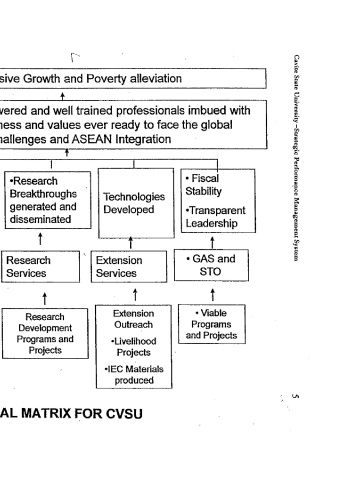 sive Growth and Poverty alleviation
wered and well trained professionals imbued with
ness and values ever ready to face the global
hallenges and ASEAN Integration
•Research
Breakthroughs
generated and
disseminated
Technologies
Developed
• Fiscal
Stability
•Transparent
Leadership
Research
Services
Extension
Services
• GAS and
STO
Research
Development
Programs and
Projects
Extension
Outreach
•Livelihood
Projects
•IEC Materials
produced
• Viable
Programs
and Projects
AL MATRIX FOR CVSU
Cavite State University –Strategic Performance Management System
5